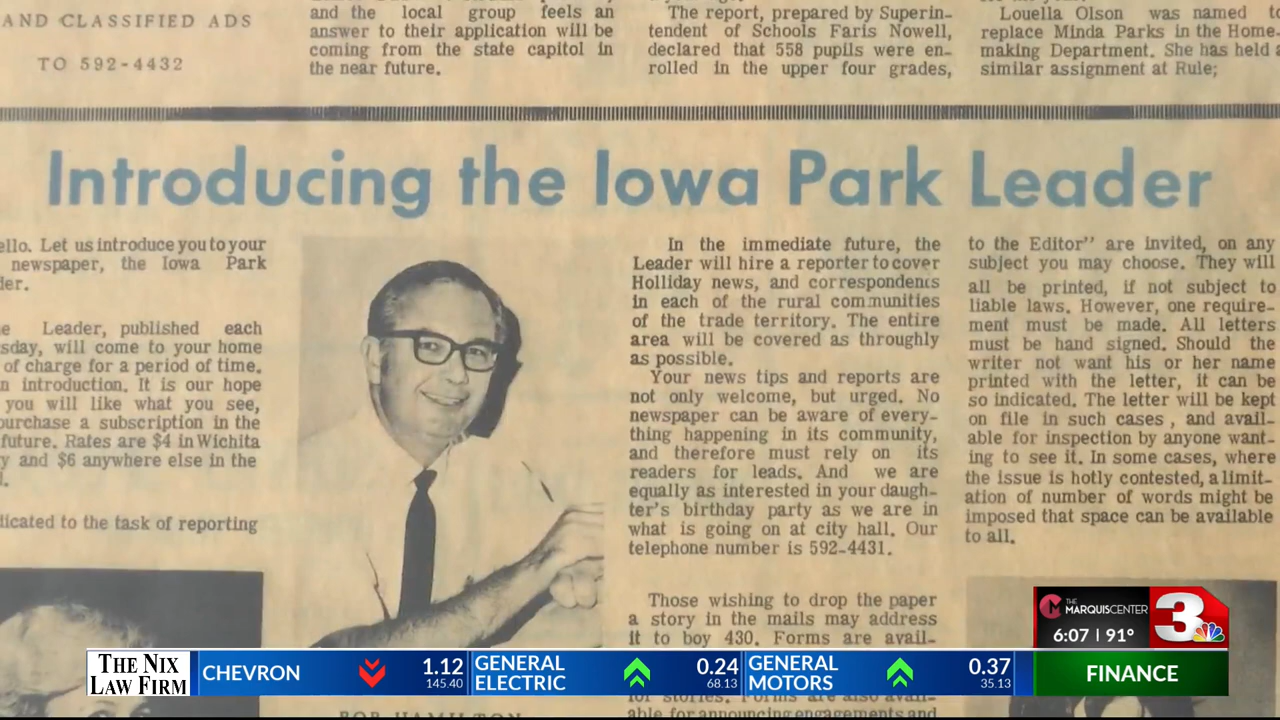 AND CLASSIFIED ADS
TO 592-4432
and the local group feels an
answer to their application will be
coming from the state capitol in
the near future.
The report, prepared by Superin-
tendent of Schools Faris Nowell,
declared that 558 pupils were en-
rolled in the upper four grades,
Louella Olson was named to
replace Minda Parks in the Home-
making Department. She has held a
similar assignment at Rule;
Introducing the Iowa Park Leader
ello. Let us introduce you to your
newspaper, the Iowa Park
der.
e Leader, published each
sday, will come to your home
of charge for a period of time.
n introduction. It is our hope
you will like what you see,
purchase a subscription in the
future. Rates are $4 in Wichita
y and $6 anywhere else in the
dicated to the task of reporting
In the immediate future, the
Leader will hire a reporter to cover
Holliday news, and correspondents
in each of the rural communities
of the trade territory. The entire
area will be covered as throughly
as possible.
Your news tips and reports are
not only welcome, but urged. No
newspaper can be aware of every-
thing happening in its community,
and therefore must rely on its
readers for leads. And we are
equally as interested in your daugh-
ter's birthday party as we are in
what is going on at city hall. Our
telephone number is 592-4431.
Those wishing to drop the paper
a story in the mails may address
it to boy 430. Forms are avail-
for stories. Forms are also avail-
able for announcing engagements and
to the Editor" are invited, on any
subject you may choose. They will
all be printed, if not subject to
liable laws. However, one require-
ment must be made. All letters
must be hand signed. Should the
writer not want his or her name
printed with the letter, it can be
so indicated. The letter will be kept
on file in such cases, and avail-
able for inspection by anyone want-
ing to see it. In some cases, where
the issue is hotly contested, a limit-
ation of number of words might be
imposed that space can be available
to all.
BOB HAMILTON
THE MARQUIS CENTER
3
6:07 | 91°
THE NIX
LAW FIRM
CHEVRON 1.12
145.40
GENERAL ELECTRIC 0.24
68.13
GENERAL MOTORS 0.37
35.13
FINANCE